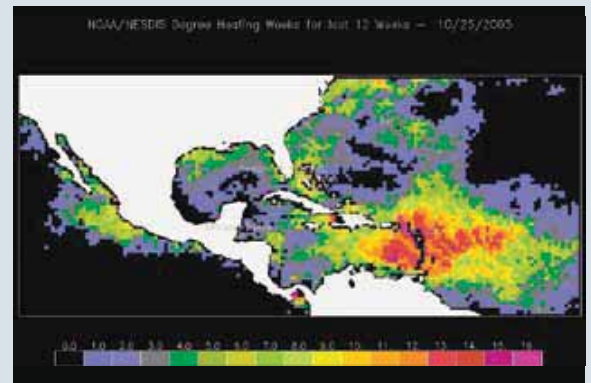 NOAA/NESDIS Degree Heating Weeks for last 12 Weeks – 10/25/2005
0.0 1.0 2.0 3.0 4.0 5.0 6.0 7.0 8.0 9.0 10. 11. 12. 13. 14. 15. 16.